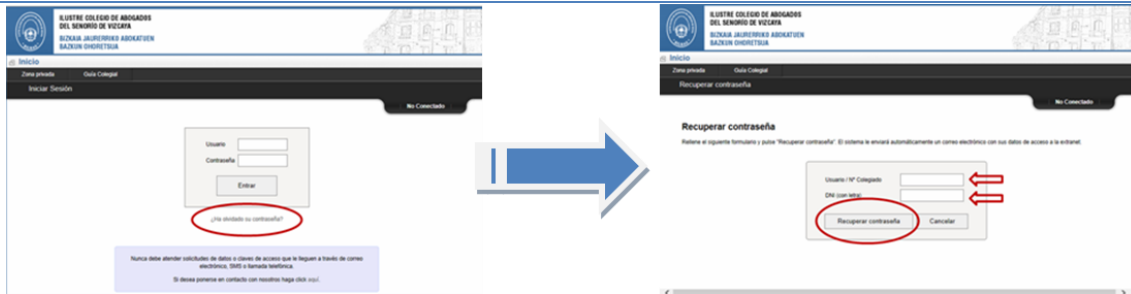 ILUSTRE COLEGIO DE ABOGADOS
DEL SENORÍO DE VIZCAYA
BIZKAIA JAURERRIKO ABOKATUEN
BAZKUN OHORETSUA
Inicio
Zona privada Guía Colegial
Iniciar Sesión
No Conectado
Usuario
Contraseña
Entrar
¿Ha olvidado su contraseña?
Nunca debe atender solicitudes de datos o claves de acceso que le lleguen a través de correo
electrónico, SMS o llamada telefónica.
Si desea ponerse en contacto con nosotros haga click aquí.
ILUSTRE COLEGIO DE ABOGADOS
DEL SENORÍO DE VIZCAYA
BIZKAIA JAURERRIKO ABOKATUEN
BAZKUN OHORETSUA
Inicio
Zona privada Guía Colegial
Recuperar contraseña
No Conectado
Recuperar contraseña
Rellene el siguiente formulario y pulse "Recuperar contraseña". El sistema le enviará automáticamente un correo electrónico con sus datos de acceso a la extranet.
Usuario / Nº Colegiado
DNI (con letra)
Recuperar contraseña Cancelar